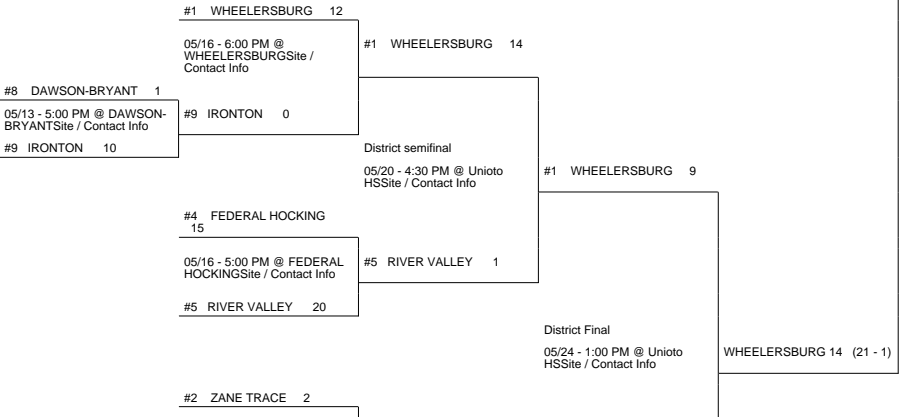 #1 WHEELERSBURG 12
05/16 - 6:00 PM @
WHEELERSBURGSite /
Contact Info
#1 WHEELERSBURG 14
#8 DAWSON-BRYANT 1
05/13 - 5:00 PM @ DAWSON-
BRYANTSite / Contact Info
#9 IRONTON 10
#9 IRONTON 0
District semifinal
05/20 - 4:30 PM @ Unioto
HSSite / Contact Info
#1 WHEELERSBURG 9
#4 FEDERAL HOCKING
15
05/16 - 5:00 PM @ FEDERAL
HOCKINGSite / Contact Info
#5 RIVER VALLEY 1
#5 RIVER VALLEY 20
District Final
05/24 - 1:00 PM @ Unioto
HSSite / Contact Info
WHEELERSBURG 14 (21 - 1)
#2 ZANE TRACE 2